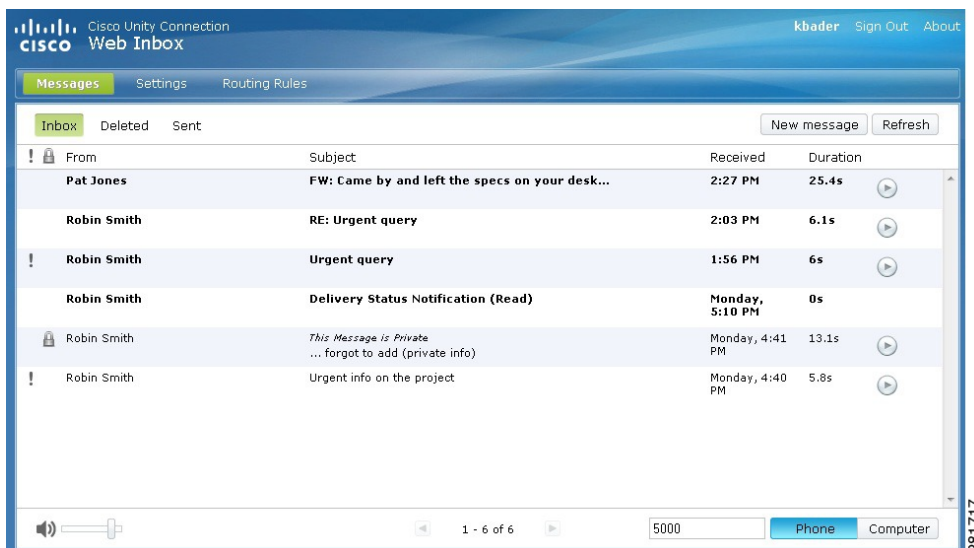 Cisco Unity Connection
kbader Sign Out About
CISCO Web Inbox
Messages Settings Routing Rules
Inbox Deleted Sent New message Refresh
! From Subject Received Duration
Pat Jones FW: Came by and left the specs on your desk... 2:27 PM 25.4s
Robin Smith RE: Urgent query 2:03 PM 6.1s
! Robin Smith Urgent query 1:56 PM 6s
Robin Smith Delivery Status Notification (Read) Monday, 0s
5:10 PM
Robin Smith This Message is Private Monday, 4:41 13.1s
... forgot to add (private info) PM
! Robin Smith Urgent info on the project Monday, 4:40 5.8s
PM
1 - 6 of 6 5000 Phone Computer